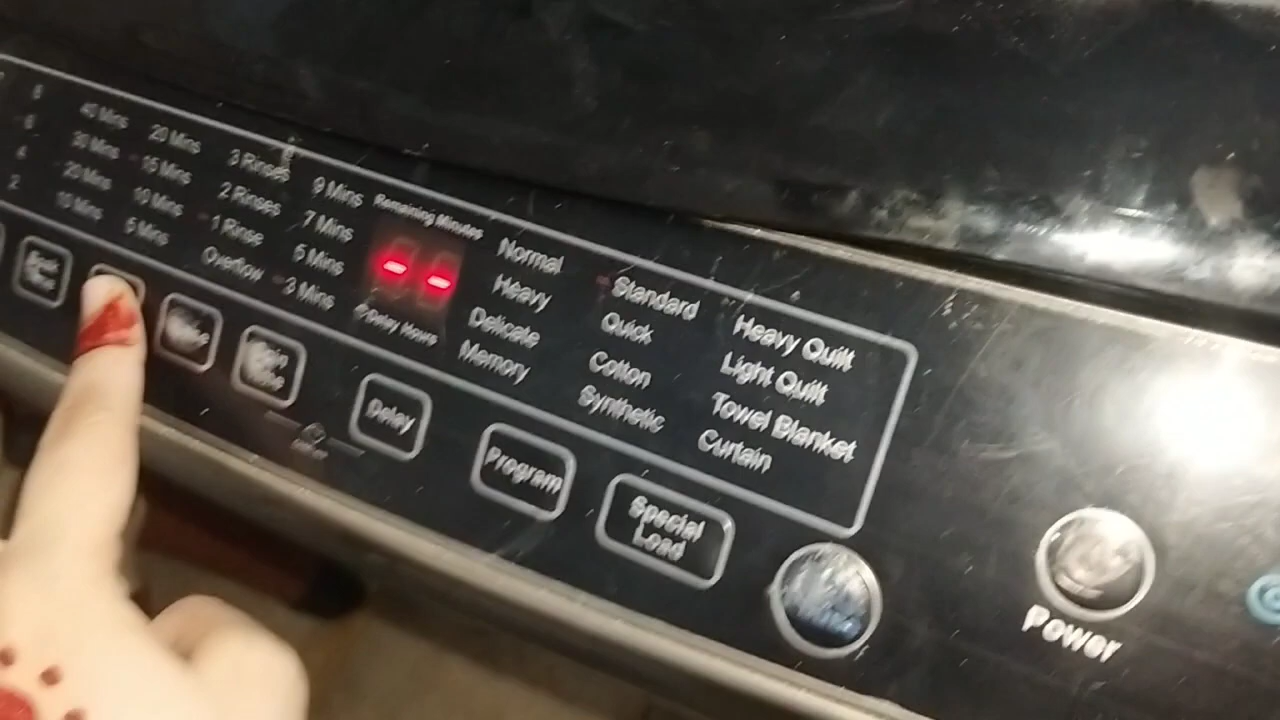 8
6
4
2
40 Mins
30 Mins
20 Mins
10 Mins
20 Mins
15 Mins
10 Mins
5 Mins
3 Rinses
2 Rinses
1 Rinse
Overflow
9 Mins
7 Mins
5 Mins
3 Mins
Remaining Minutes
--
Delay Hours
Normal
Heavy
Delicate
Memory
Standard
Quick
Cotton
Synthetic
Heavy Quilt
Light Quilt
Towel Blanket
Curtain
Delay
Program
Special
Load
Power